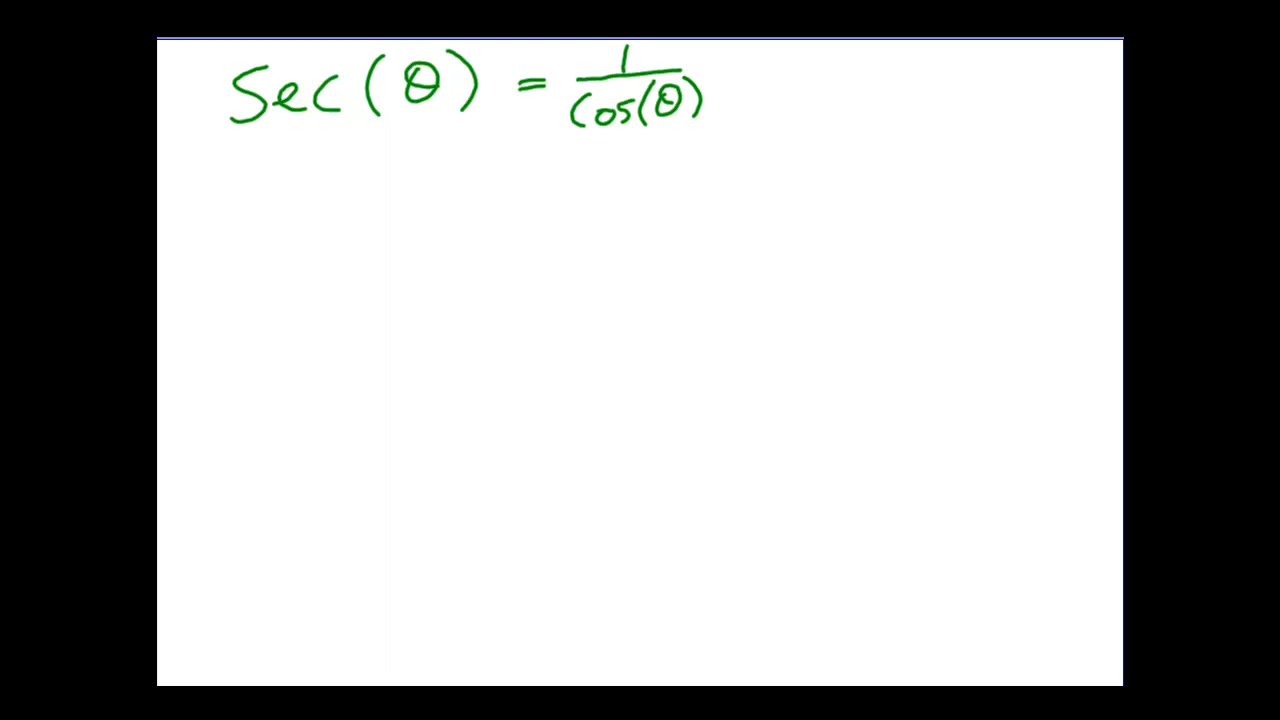 Sec(θ) = 1/cos(θ)